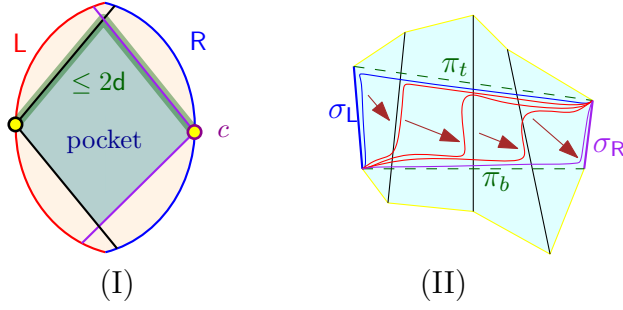 L
R
≤ 2d
pocket
c
(I)
π_t
σ_L
σ_R
π_b
(II)